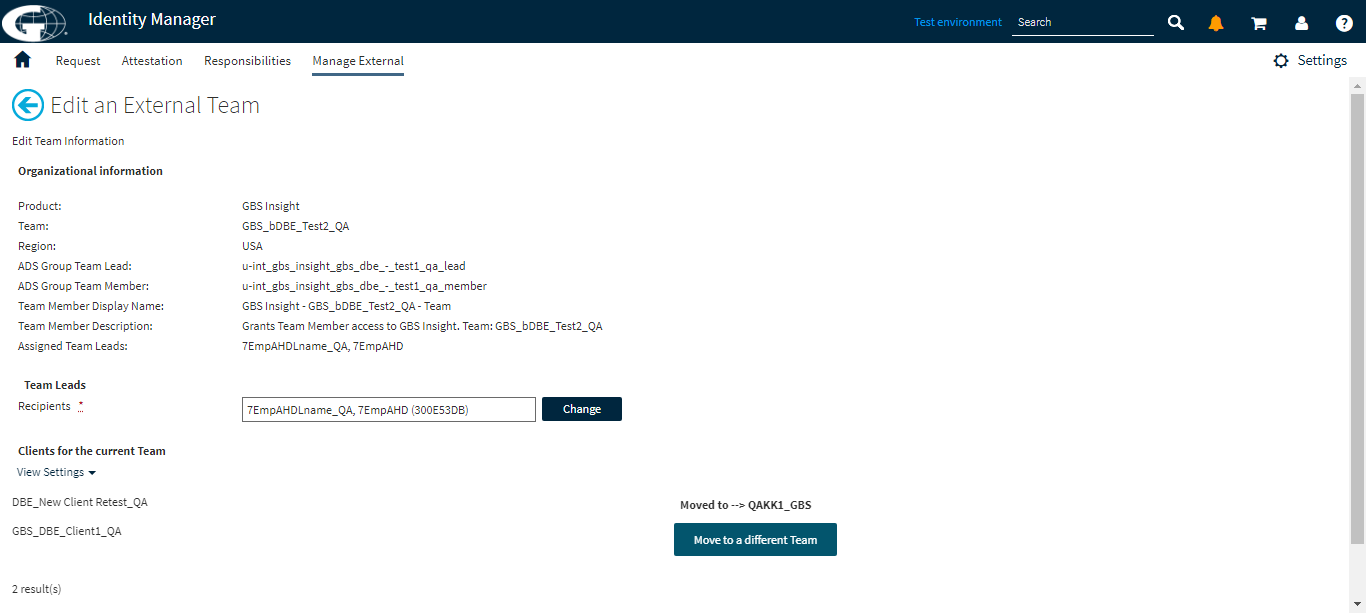 Identity Manager
Test environment
Search
Request Attestation Responsibilities Manage External
Settings
Edit an External Team
Edit Team Information
Organizational information
Product: GBS Insight
Team: GBS_bDBE_Test2_QA
Region: USA
ADS Group Team Lead: u-int_gbs_insight_gbs_dbe_-_test1_qa_lead
ADS Group Team Member: u-int_gbs_insight_gbs_dbe_-_test1_qa_member
Team Member Display Name: GBS Insight - GBS_bDBE_Test2_QA - Team
Team Member Description: Grants Team Member access to GBS Insight. Team: GBS_bDBE_Test2_QA
Assigned Team Leads: 7EmpAHDLname_QA, 7EmpAHD
Team Leads
Recipients * 7EmpAHDLname_QA, 7EmpAHD (300E53DB) Change
Clients for the current Team
View Settings
DBE_New Client Retest_QA Moved to --> QAKK1_GBS
GBS_DBE_Client1_QA Move to a different Team
2 result(s)